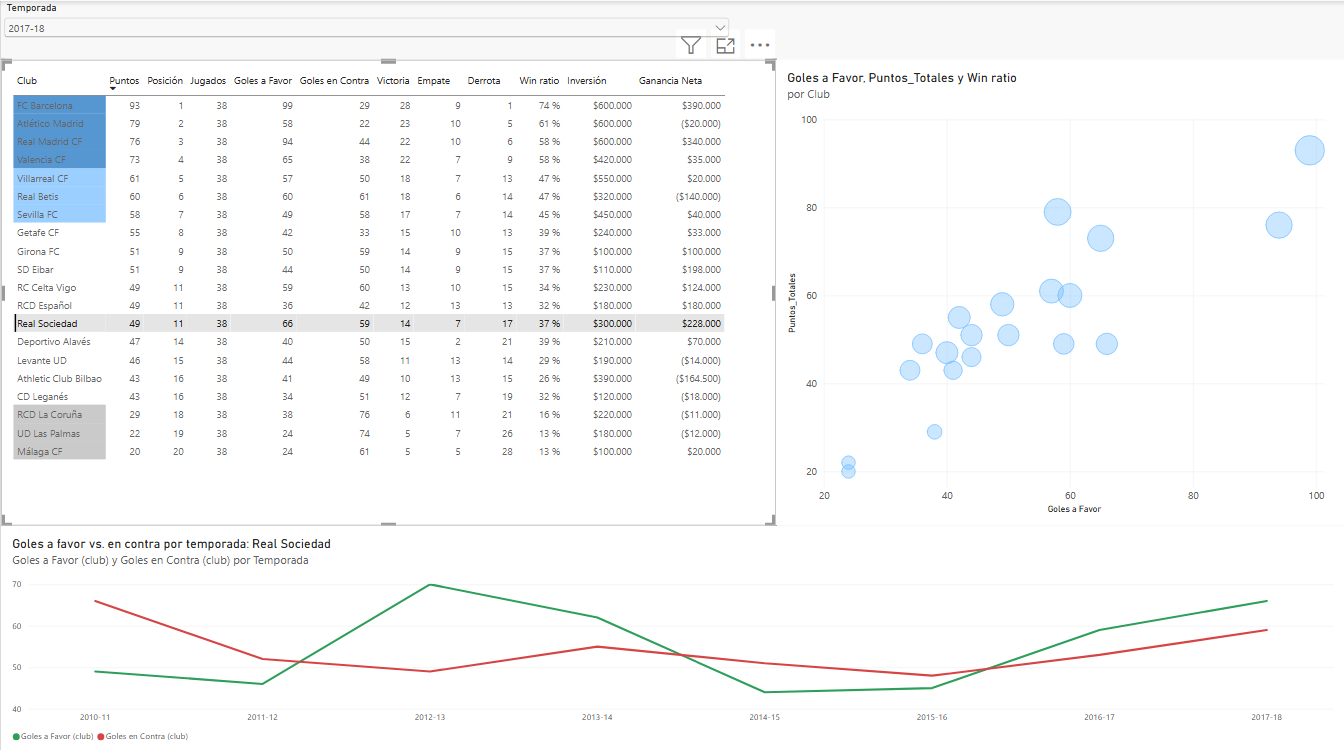 Temporada
2017-18
Club Puntos Posición Jugados Goles a Favor Goles en Contra Victoria Empate Derrota Win ratio Inversión Ganancia Neta
FC Barcelona 93 1 38 99 29 28 9 1 74 % $600.000 $390.000
Atlético Madrid 79 2 38 58 22 23 10 5 61 % $600.000 ($20.000)
Real Madrid CF 76 3 38 94 44 22 10 6 58 % $600.000 $340.000
Valencia CF 73 4 38 65 38 22 7 9 58 % $420.000 $35.000
Villarreal CF 61 5 38 57 50 18 7 13 47 % $550.000 $20.000
Real Betis 60 6 38 60 61 18 6 14 47 % $320.000 ($140.000)
Sevilla FC 58 7 38 49 58 17 7 14 45 % $450.000 $40.000
Getafe CF 55 8 38 42 33 15 10 13 39 % $240.000 $33.000
Girona FC 51 9 38 50 59 14 9 15 37 % $100.000 $100.000
SD Eibar 51 9 38 44 50 14 9 15 37 % $110.000 $198.000
RC Celta Vigo 49 11 38 59 60 13 10 15 34 % $230.000 $124.000
RCD Español 49 11 38 36 42 12 13 13 32 % $180.000 $180.000
Real Sociedad 49 11 38 66 59 14 7 17 37 % $300.000 $228.000
Deportivo Alavés 47 14 38 40 50 15 2 21 39 % $210.000 $70.000
Levante UD 46 15 38 44 58 11 13 14 29 % $190.000 ($14.000)
Athletic Club Bilbao 43 16 38 41 49 10 13 15 26 % $390.000 ($164.500)
CD Leganés 43 16 38 34 51 12 7 19 32 % $120.000 ($18.000)
RCD La Coruña 29 18 38 38 76 6 11 21 16 % $220.000 ($11.000)
UD Las Palmas 22 19 38 24 74 5 7 26 13 % $180.000 ($12.000)
Málaga CF 20 20 38 24 61 5 5 28 13 % $100.000 $20.000
Goles a Favor, Puntos_Totales y Win ratio
por Club
100
80
60
40
20
Puntos_Totales
20 40 60 80 100
Goles a Favor
Goles a favor vs. en contra por temporada: Real Sociedad
Goles a Favor (club) y Goles en Contra (club) por Temporada
70
60
50
40
2010-11 2011-12 2012-13 2013-14 2014-15 2015-16 2016-17 2017-18
Goles a Favor (club) Goles en Contra (club)